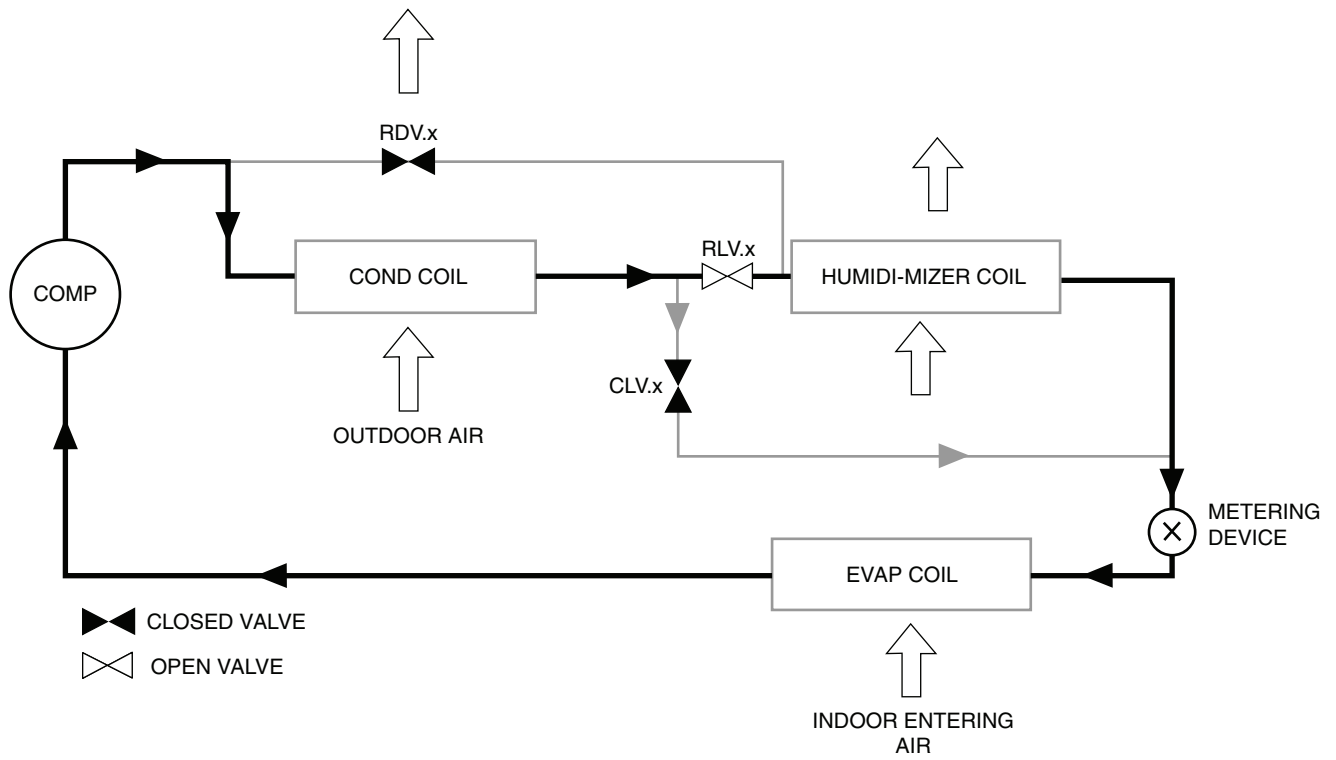 RDV.x
RLV.x
COND COIL
HUMIDI-MIZER COIL
COMP
CLV.x
OUTDOOR AIR
METERING
DEVICE
EVAP COIL
CLOSED VALVE
OPEN VALVE
INDOOR ENTERING
AIR